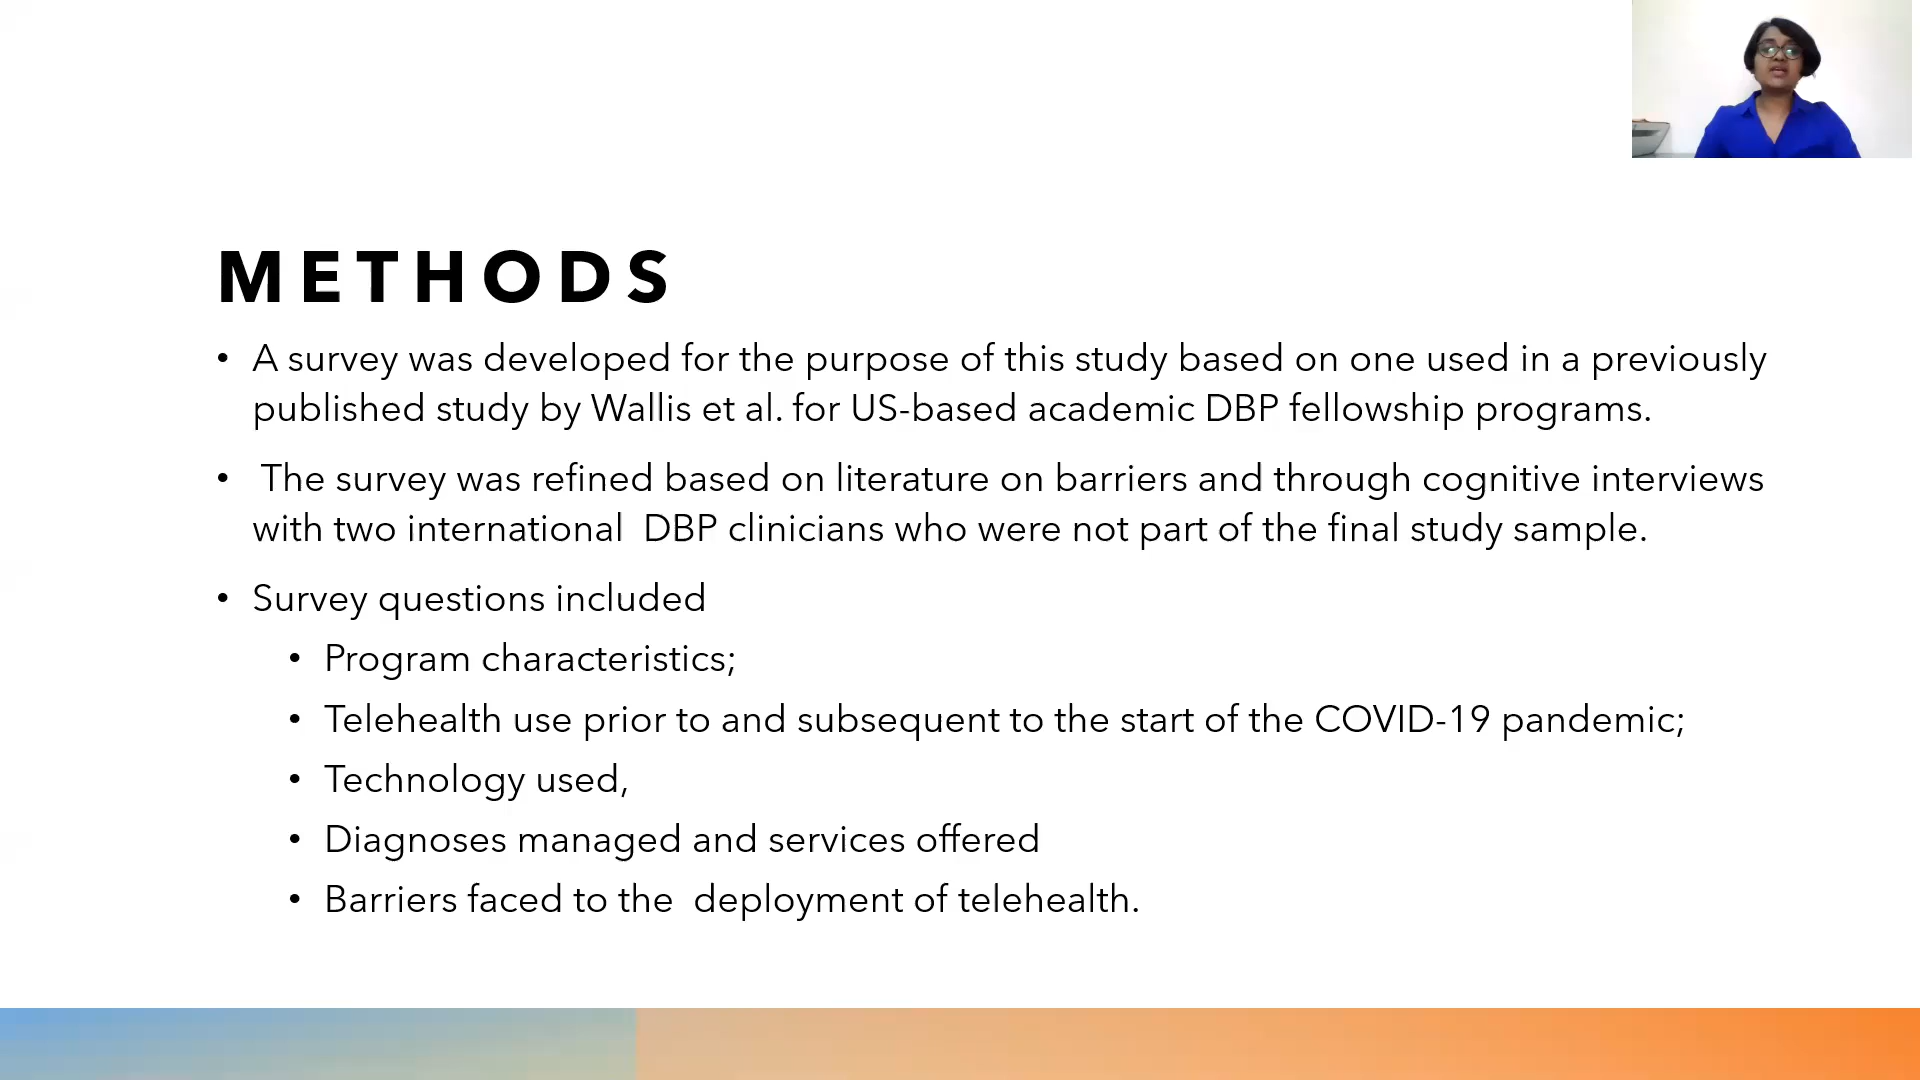 METHODS
• A survey was developed for the purpose of this study based on one used in a previously
published study by Wallis et al. for US-based academic DBP fellowship programs.
• The survey was refined based on literature on barriers and through cognitive interviews
with two international  DBP clinicians who were not part of the final study sample.
• Survey questions included
• Program characteristics;
• Telehealth use prior to and subsequent to the start of the COVID-19 pandemic;
• Technology used,
• Diagnoses managed and services offered
• Barriers faced to the  deployment of telehealth.